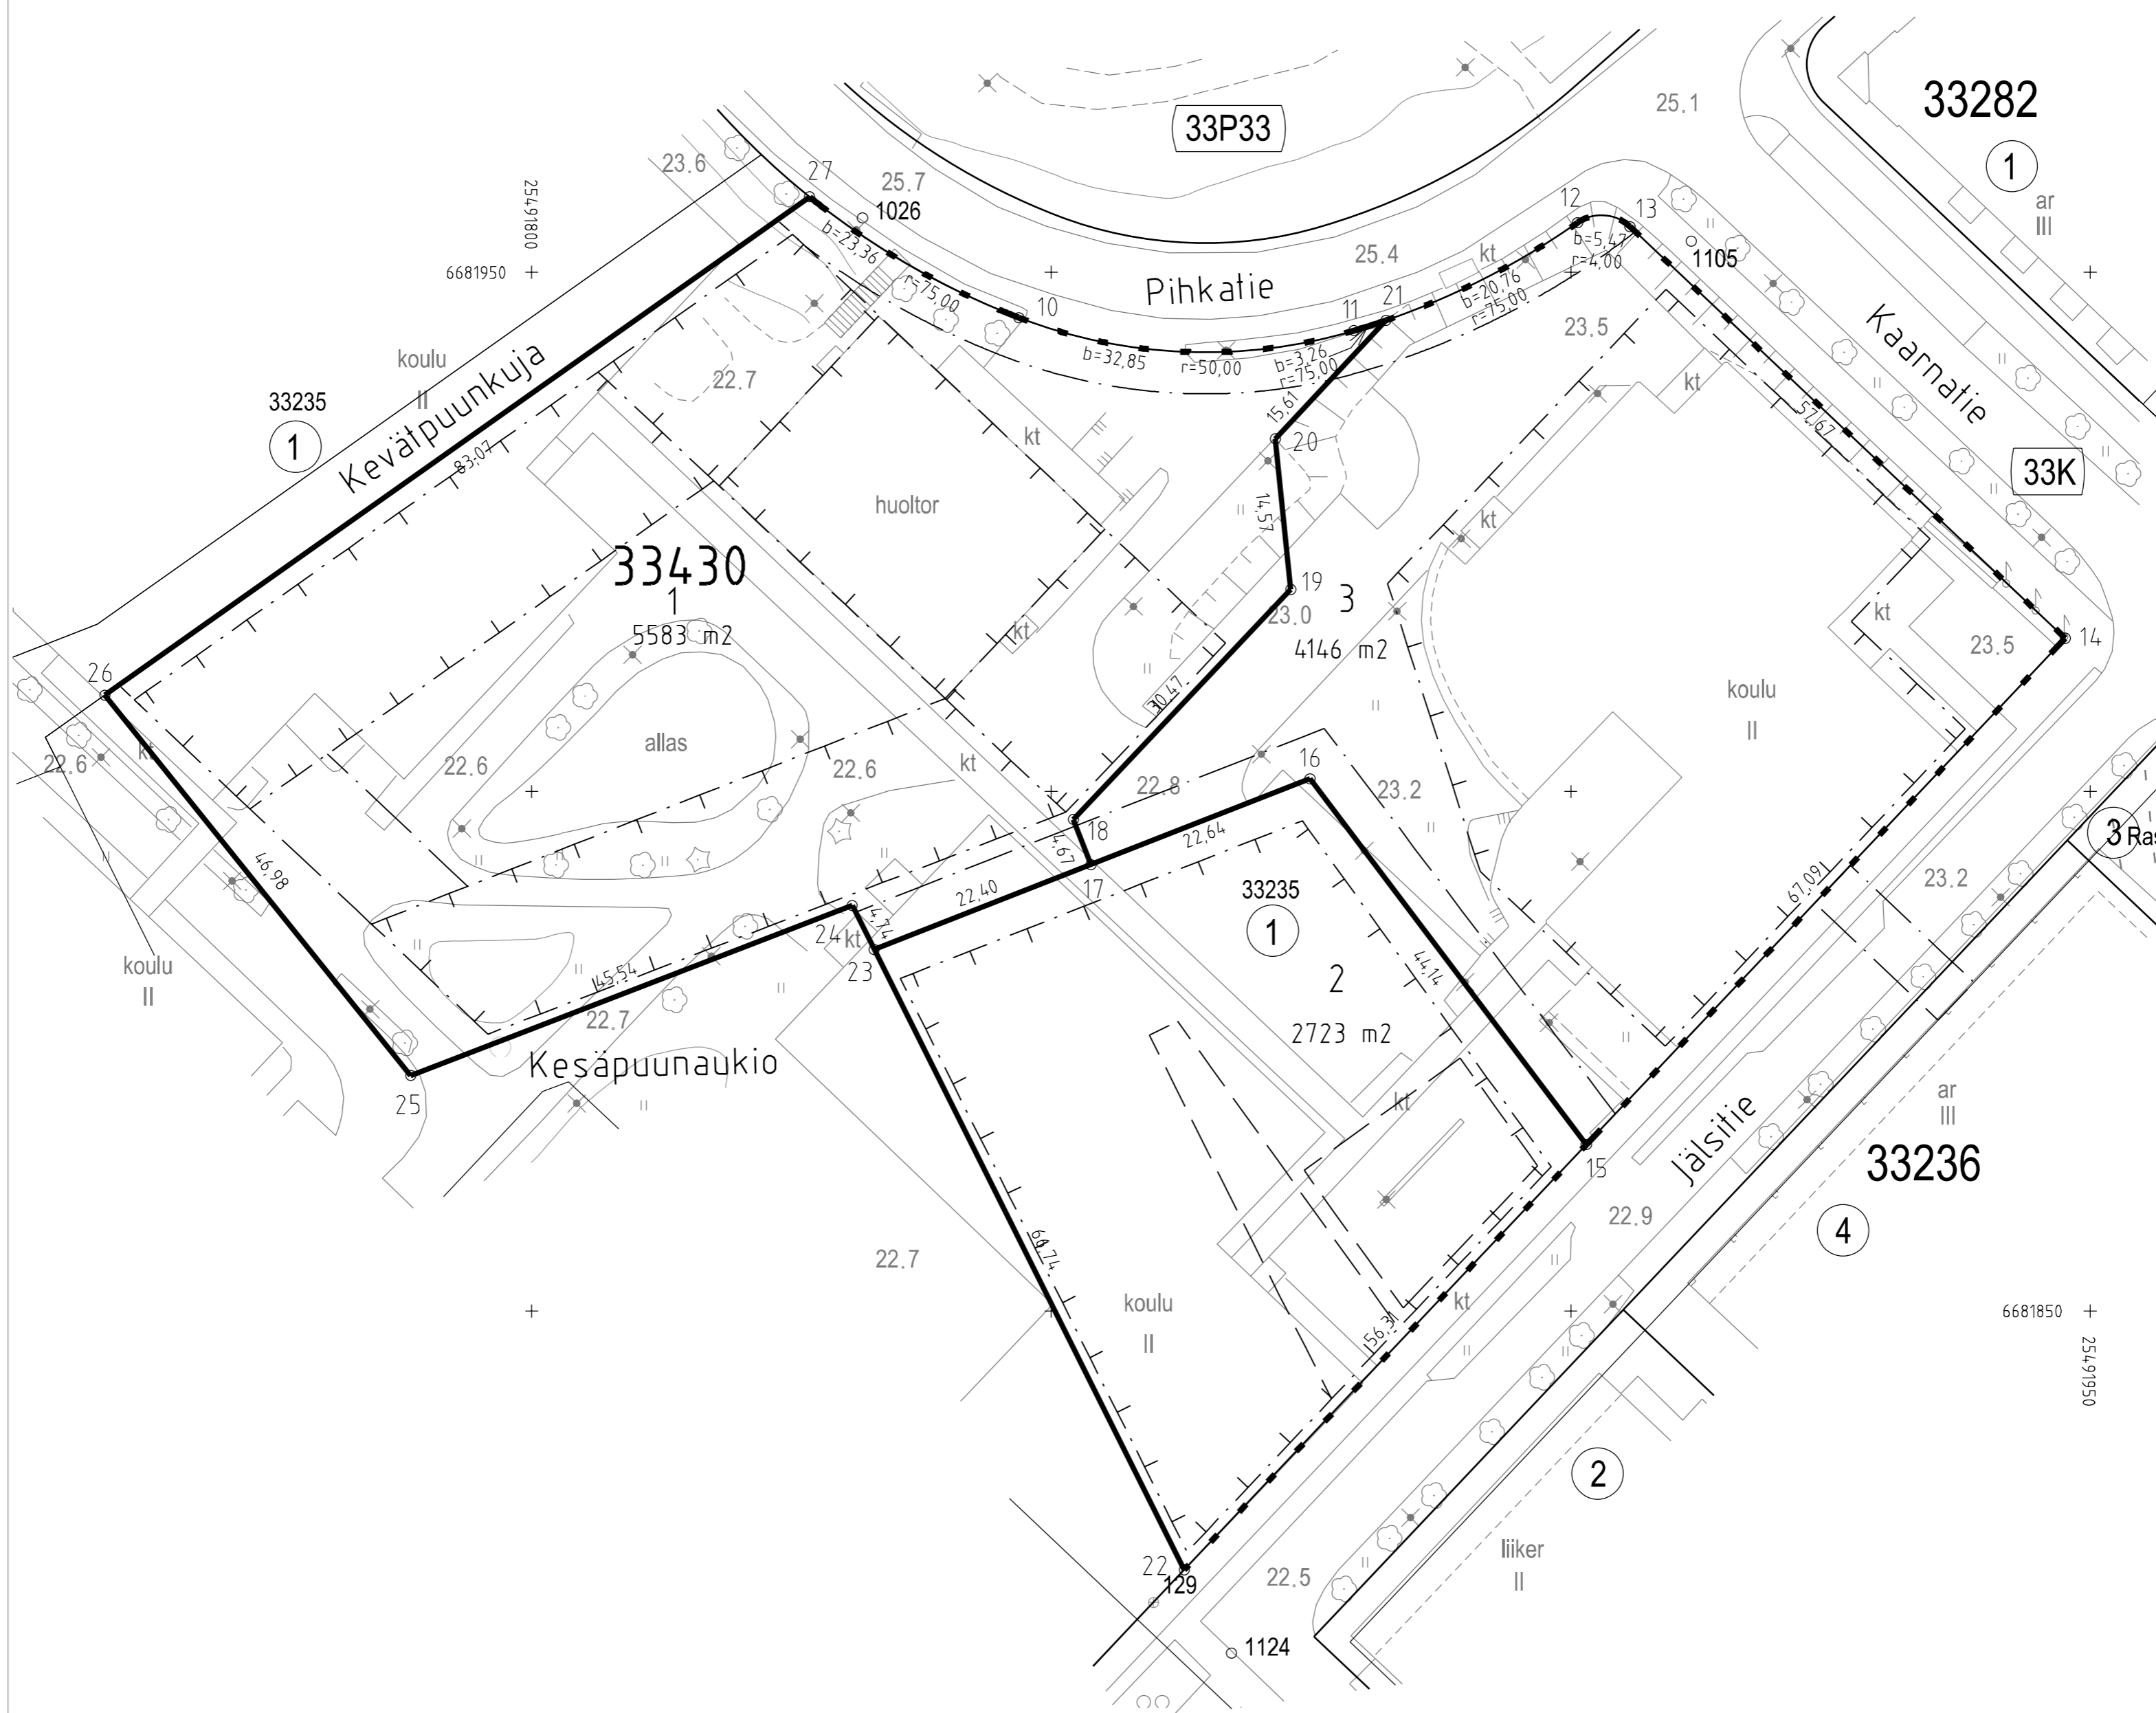 33282
1
ar
III
25.1
33P33
23.6
27
25.7
1026
12
13
b=5,47
r=4,00
1105
25491800
6681950
b=23,36
r=75,00
10
Pihkatie
25.4
kt
11
21
b=20,76
r=75,00
23.5
Kaarnatie
koulu
II
Kevätpuunkuja
33235
1
22.7
b=32,85
r=50,00
b=3,26
r=75,00
kt
15,61
20
kt
57,67
33K
83,07
huoltor
14,57
kt
33430
1
5583 m2
19
3
23.0
4146 m2
kt
kt
23.5
14
26
koulu
II
30,47
kt
22.6
22.6
allas
22.6
kt
22.8
16
23.2
3
Ras
18
4,67
22,64
17
46,98
22,40
33235
1
67,09
23.2
24
kt
4,74
23
koulu
II
45,54
22.7
2
44,14
2723 m2
Kesäpuunaukio
25
kt
ar
III
Jälsitie
15
33236
22.9
4
22.7
64,74
koulu
II
kt
56,31
6681850
25491950
2
22
129
22.5
liiker
II
1124